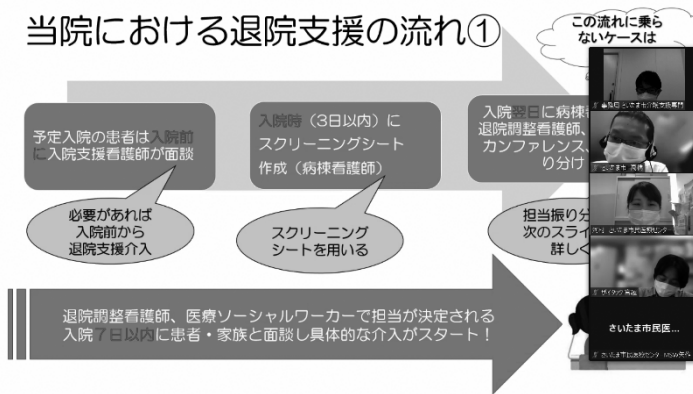 当院における退院支援の流れ①
この流れに乗ら
ないケースは
予定入院の患者は入院前
に入院支援看護師が面談
入院時（3日以内）に
スクリーニングシート
作成（病棟看護師）
入院翌日に病棟
退院調整看護師、
カンファレンス、
り分け
必要があれば
入院前から
退院支援介入
スクリーニング
シートを用いる
担当振り分
次のスライ
詳しく
退院調整看護師、医療ソーシャルワーカーで担当が決定される
入院7日以内に患者・家族と面談し具体的な介入がスタート！
さいたま市民医...